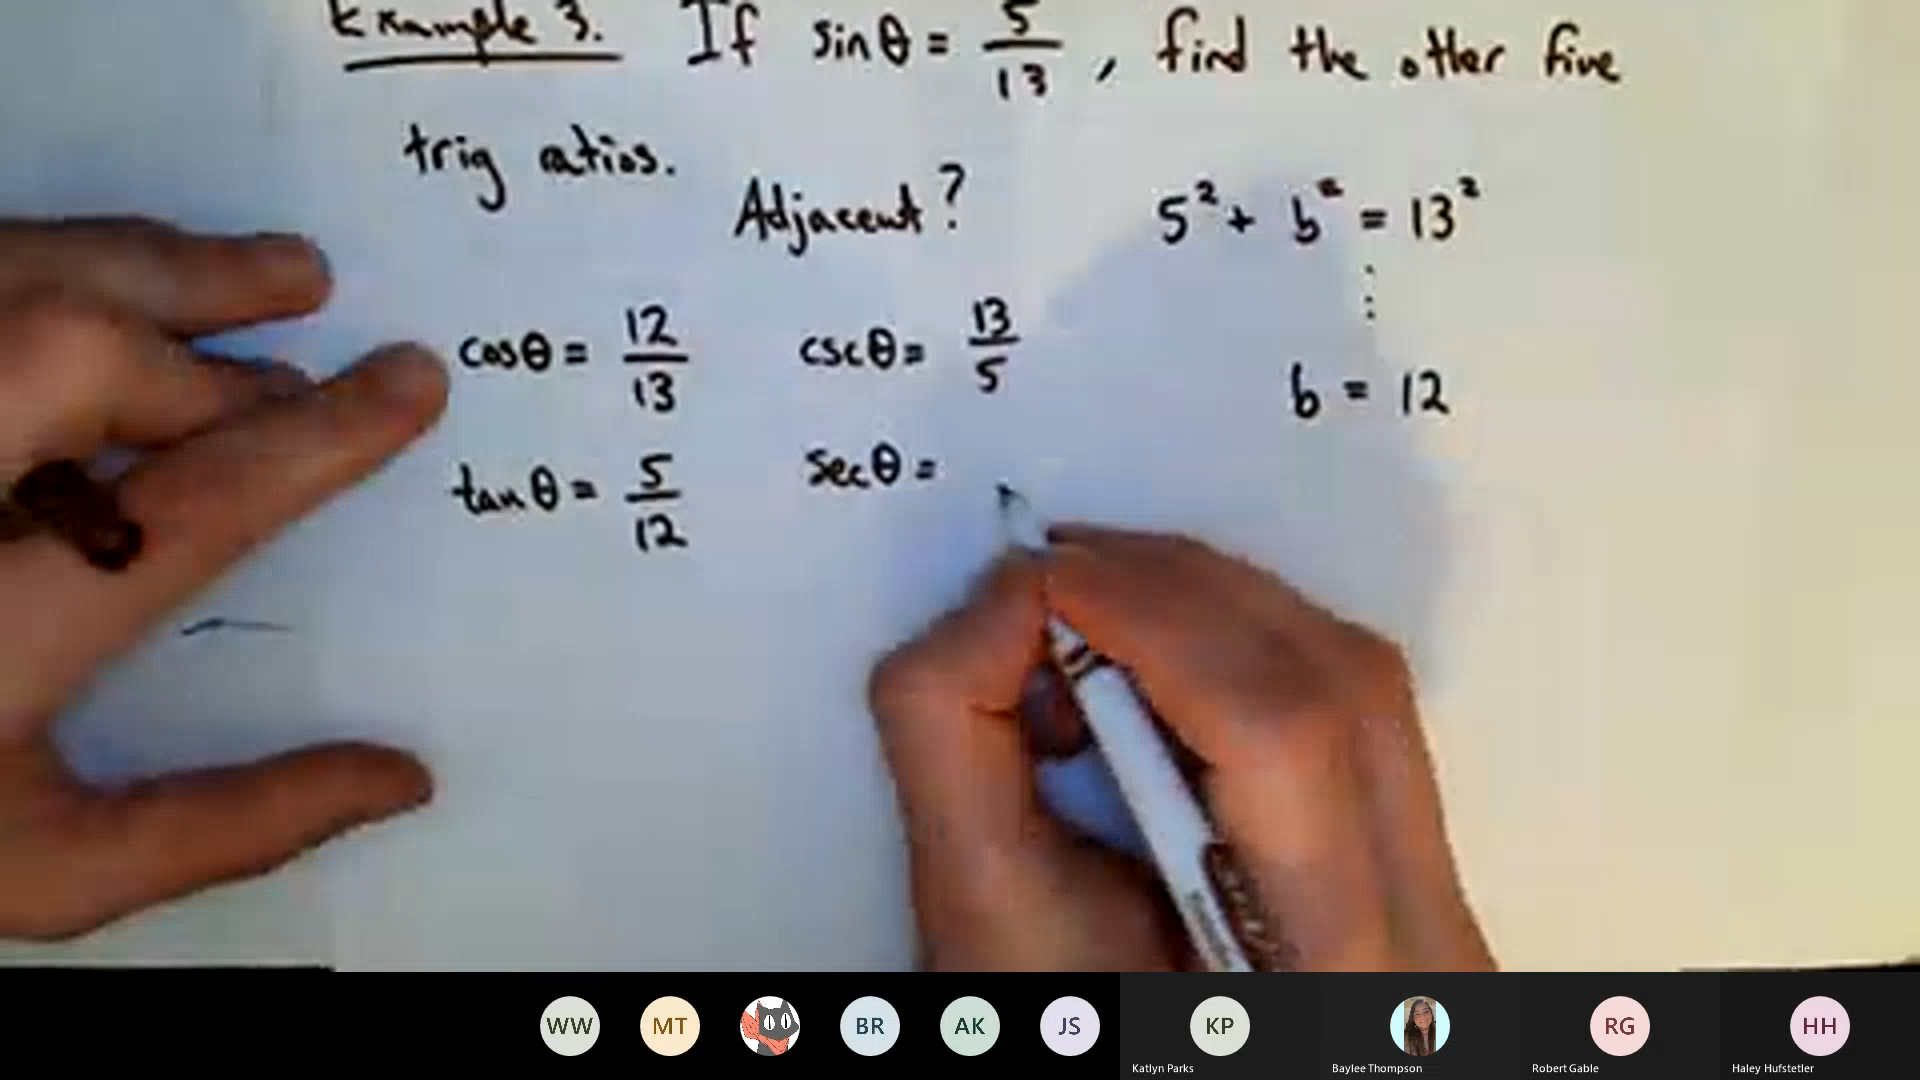 Example 3. If sinθ = 5/13, find the other five
trig ratios.
Adjacent? 5² + b² = 13²
⋮
cosθ = 12/13 cscθ = 13/5
b = 12
tanθ = 5/12 secθ =
WW MT BR AK JS KP RG HH
Katlyn Parks Baylee Thompson Robert Gable Haley Hufstetler